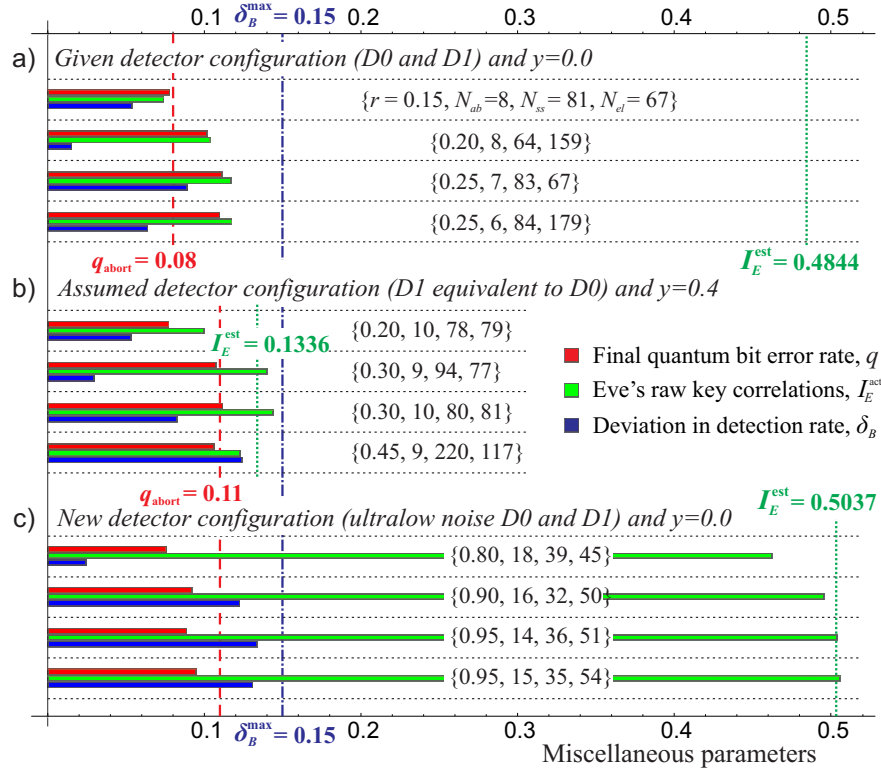 0.1 δ_B^max = 0.15 0.2 0.3 0.4 0.5
a) Given detector configuration (D0 and D1) and y=0.0
{r = 0.15, N_ab=8, N_ss = 81, N_el = 67}
{0.20, 8, 64, 159}
{0.25, 7, 83, 67}
{0.25, 6, 84, 179}
q_abort = 0.08 I_E^est = 0.4844
b) Assumed detector configuration (D1 equivalent to D0) and y=0.4
{0.20, 10, 78, 79}
I_E^est = 0.1336
{0.30, 9, 94, 77}
{0.30, 10, 80, 81}
{0.45, 9, 220, 117}
Final quantum bit error rate, q
Eve's raw key correlations, I_E^act
Deviation in detection rate, δ_B
q_abort = 0.11 I_E^est = 0.5037
c) New detector configuration (ultralow noise D0 and D1) and y=0.0
{0.80, 18, 39, 45}
{0.90, 16, 32, 50}
{0.95, 14, 36, 51}
{0.95, 15, 35, 54}
0.1 δ_B^max = 0.15 0.2 0.3 0.4 0.5
Miscellaneous parameters